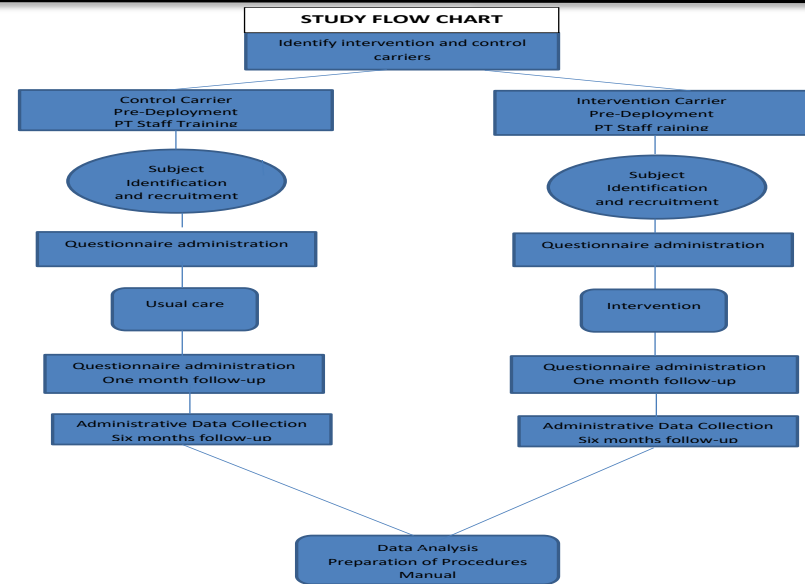 STUDY FLOW CHART
Identify intervention and control
carriers
Control Carrier
Pre-Deployment
PT Staff Training
Subject
Identification
and recruitment
Questionnaire administration
Usual care
Questionnaire administration
One month follow-up
Administrative Data Collection
Six months follow-up
Intervention Carrier
Pre-Deployment
PT Staff raining
Subject
Identification
and recruitment
Questionnaire administration
Intervention
Questionnaire administration
One month follow-up
Administrative Data Collection
Six months follow-up
Data Analysis
Preparation of Procedures
Manual